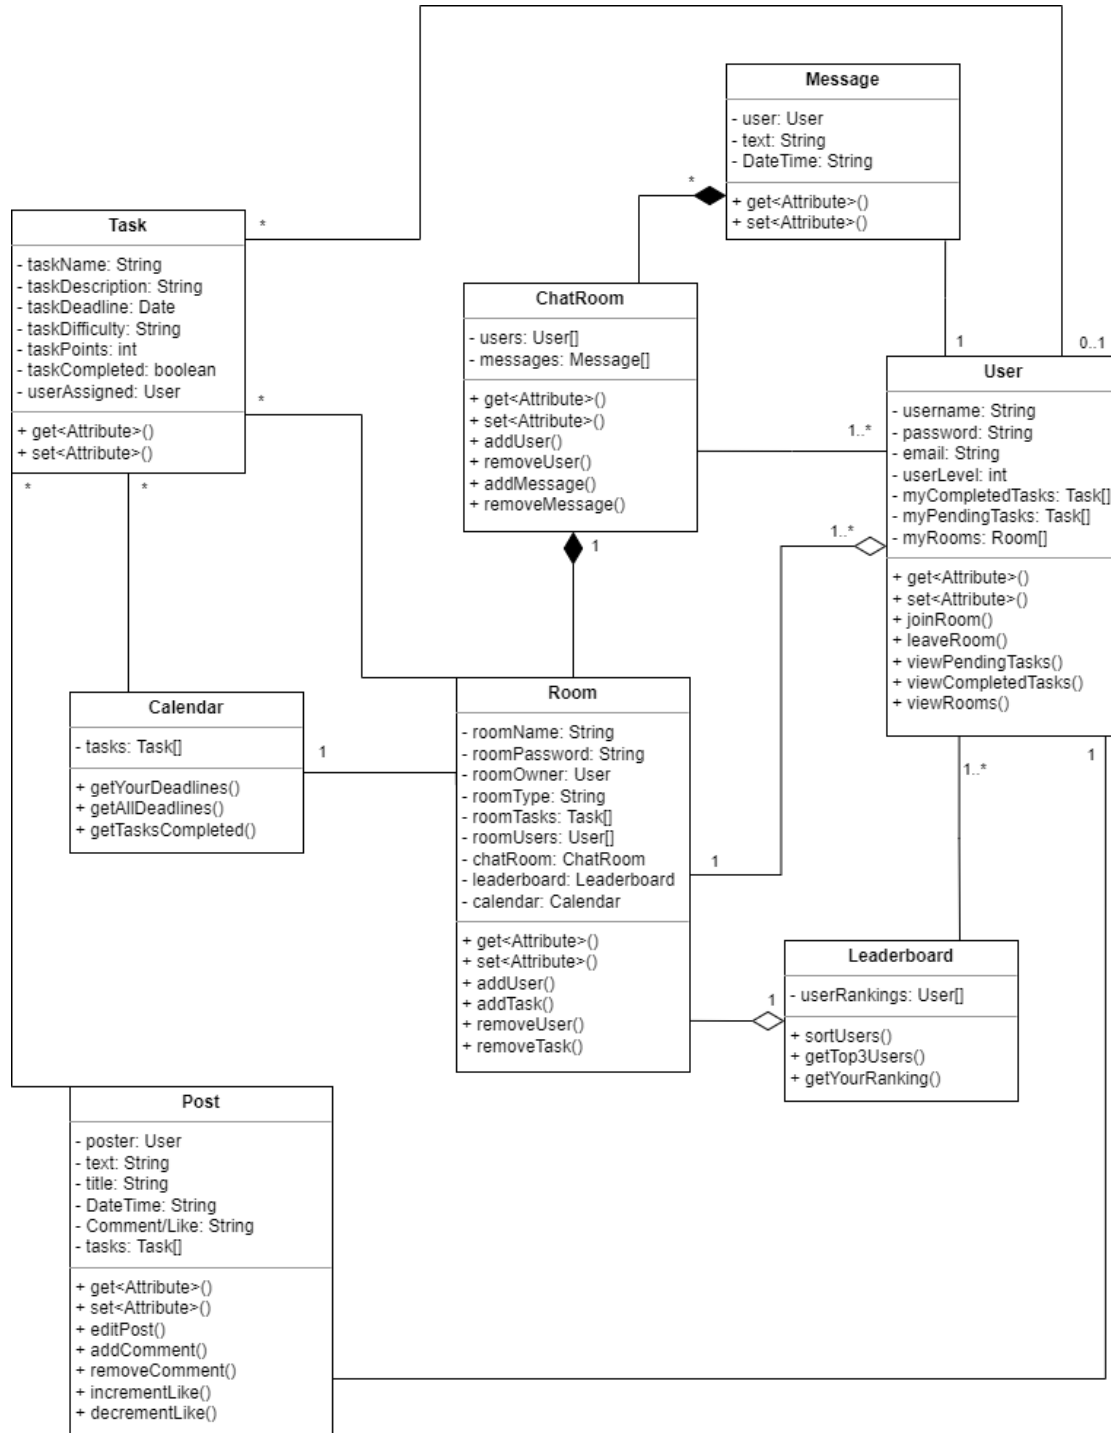 Message
- user: User
- text: String
- DateTime: String
+ get<Attribute>()
+ set<Attribute>()
*
Task
- taskName: String
- taskDescription: String
- taskDeadline: Date
- taskDifficulty: String
- taskPoints: int
- taskCompleted: boolean
- userAssigned: User
+ get<Attribute>()
+ set<Attribute>()
*
*
*
*
ChatRoom
- users: User[]
- messages: Message[]
+ get<Attribute>()
+ set<Attribute>()
+ addUser()
+ removeUser()
+ addMessage()
+ removeMessage()
1
1
0..1
User
- username: String
- password: String
- email: String
- userLevel: int
- myCompletedTasks: Task[]
- myPendingTasks: Task[]
- myRooms: Room[]
+ get<Attribute>()
+ set<Attribute>()
+ joinRoom()
+ leaveRoom()
+ viewPendingTasks()
+ viewCompletedTasks()
+ viewRooms()
1..*
1..*
1..*
1
Calendar
- tasks: Task[]
+ getYourDeadlines()
+ getAllDeadlines()
+ getTasksCompleted()
1
Room
- roomName: String
- roomPassword: String
- roomOwner: User
- roomType: String
- roomTasks: Task[]
- roomUsers: User[]
- chatRoom: ChatRoom
- leaderboard: Leaderboard
- calendar: Calendar
+ get<Attribute>()
+ set<Attribute>()
+ addUser()
+ addTask()
+ removeUser()
+ removeTask()
1
1
Leaderboard
- userRankings: User[]
+ sortUsers()
+ getTop3Users()
+ getYourRanking()
Post
- poster: User
- text: String
- title: String
- DateTime: String
- Comment/Like: String
- tasks: Task[]
+ get<Attribute>()
+ set<Attribute>()
+ editPost()
+ addComment()
+ removeComment()
+ incrementLike()
+ decrementLike()